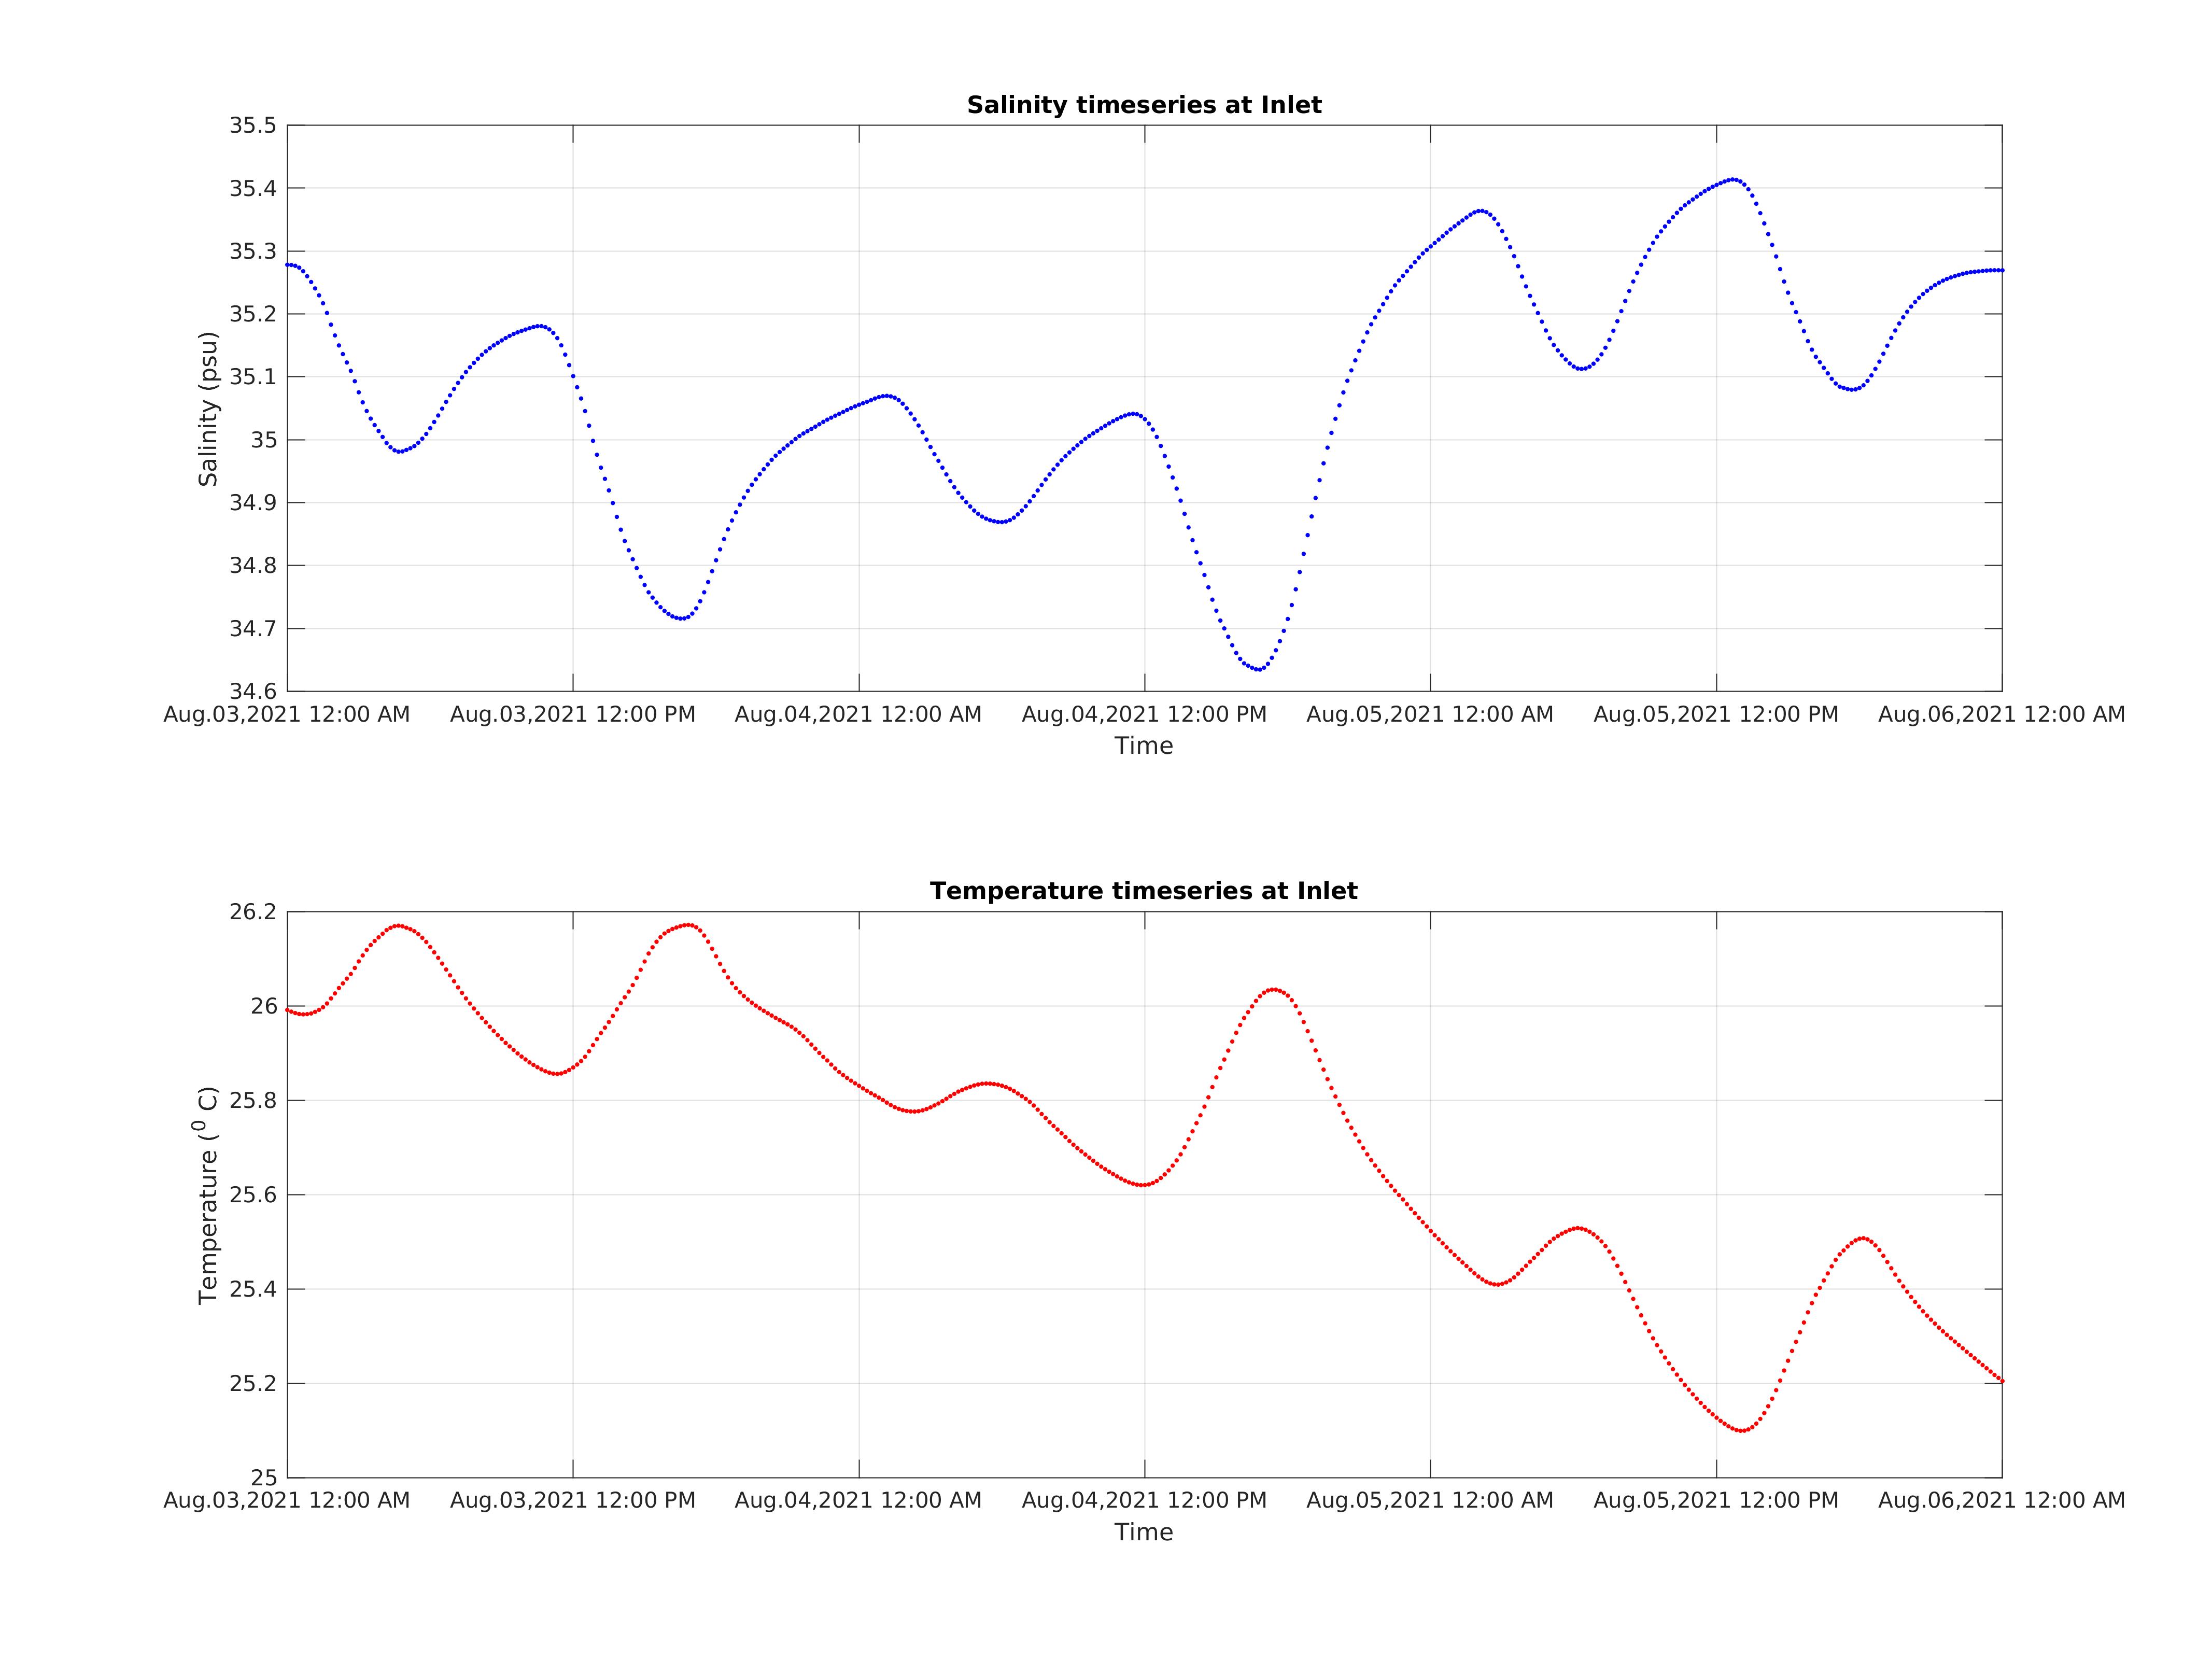 Salinity timeseries at Inlet
35.5
35.4
35.3
35.2
35.1
35
34.9
34.8
34.7
34.6
Salinity (psu)
Aug.03,2021 12:00 AM Aug.03,2021 12:00 PM Aug.04,2021 12:00 AM Aug.04,2021 12:00 PM Aug.05,2021 12:00 AM Aug.05,2021 12:00 PM Aug.06,2021 12:00 AM
Time
Temperature timeseries at Inlet
26.2
26
25.8
25.6
25.4
25.2
25
Temperature (⁰ C)
Aug.03,2021 12:00 AM Aug.03,2021 12:00 PM Aug.04,2021 12:00 AM Aug.04,2021 12:00 PM Aug.05,2021 12:00 AM Aug.05,2021 12:00 PM Aug.06,2021 12:00 AM
Time